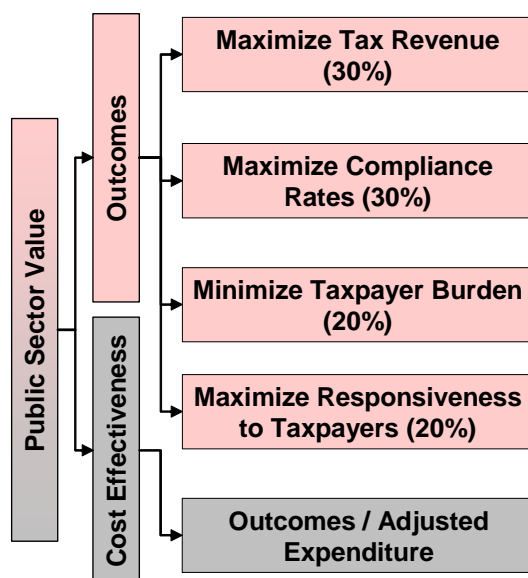 Public Sector Value
Outcomes
Cost Effectiveness
Maximize Tax Revenue
(30%)
Maximize Compliance
Rates (30%)
Minimize Taxpayer Burden
(20%)
Maximize Responsiveness
to Taxpayers (20%)
Outcomes / Adjusted
Expenditure